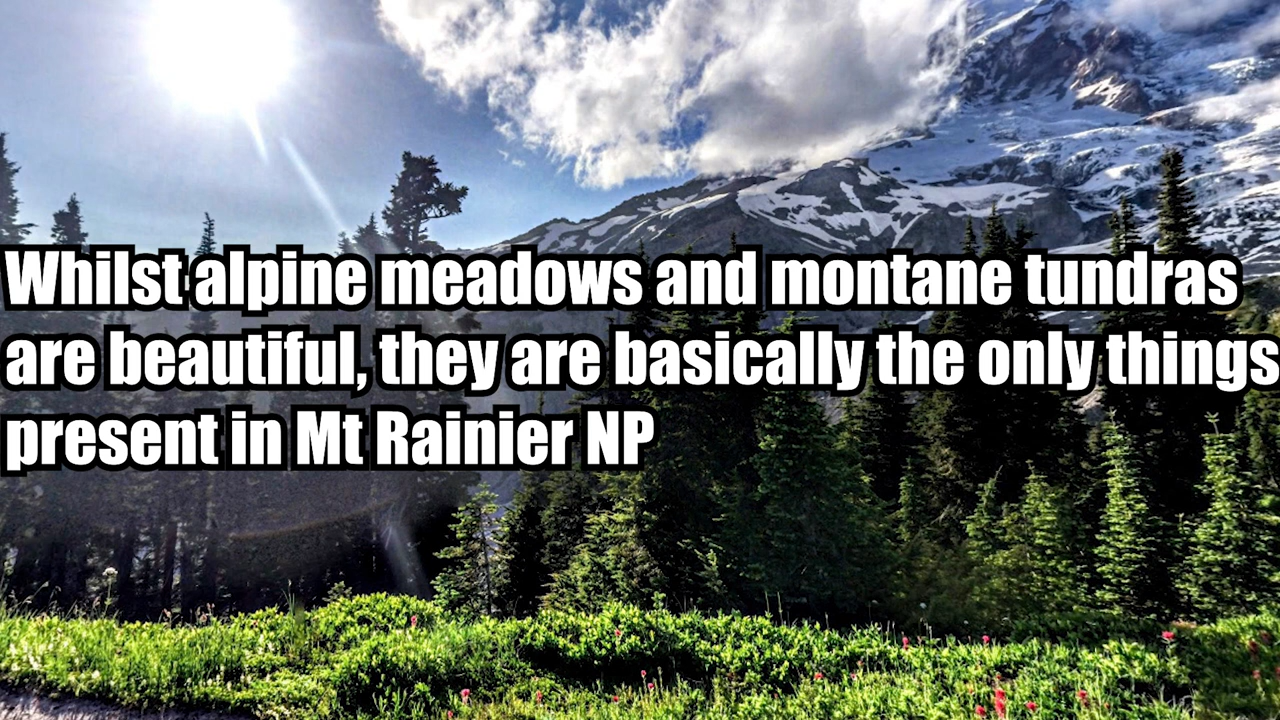 Whilst alpine meadows and montane tundras
are beautiful, they are basically the only things
present in Mt Rainier NP